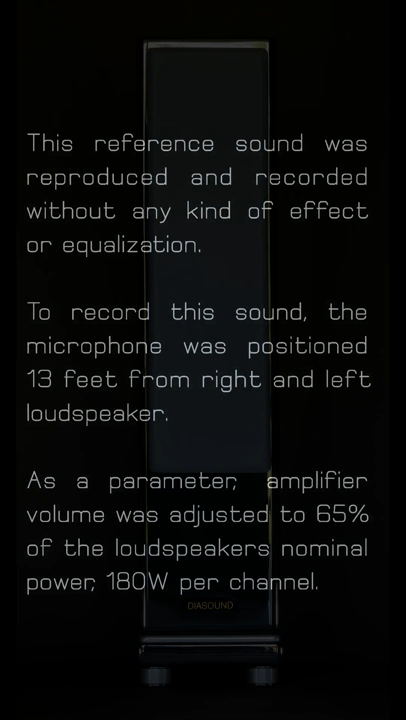 This reference sound was
reproduced and recorded
without any kind of effect
or equalization.
To record this sound, the
microphone was positioned
13 feet from right and left
loudspeaker.
As a parameter, amplifier
volume was adjusted to 65%
of the loudspeakers nominal
power, 180W per channel.
DIASOUND